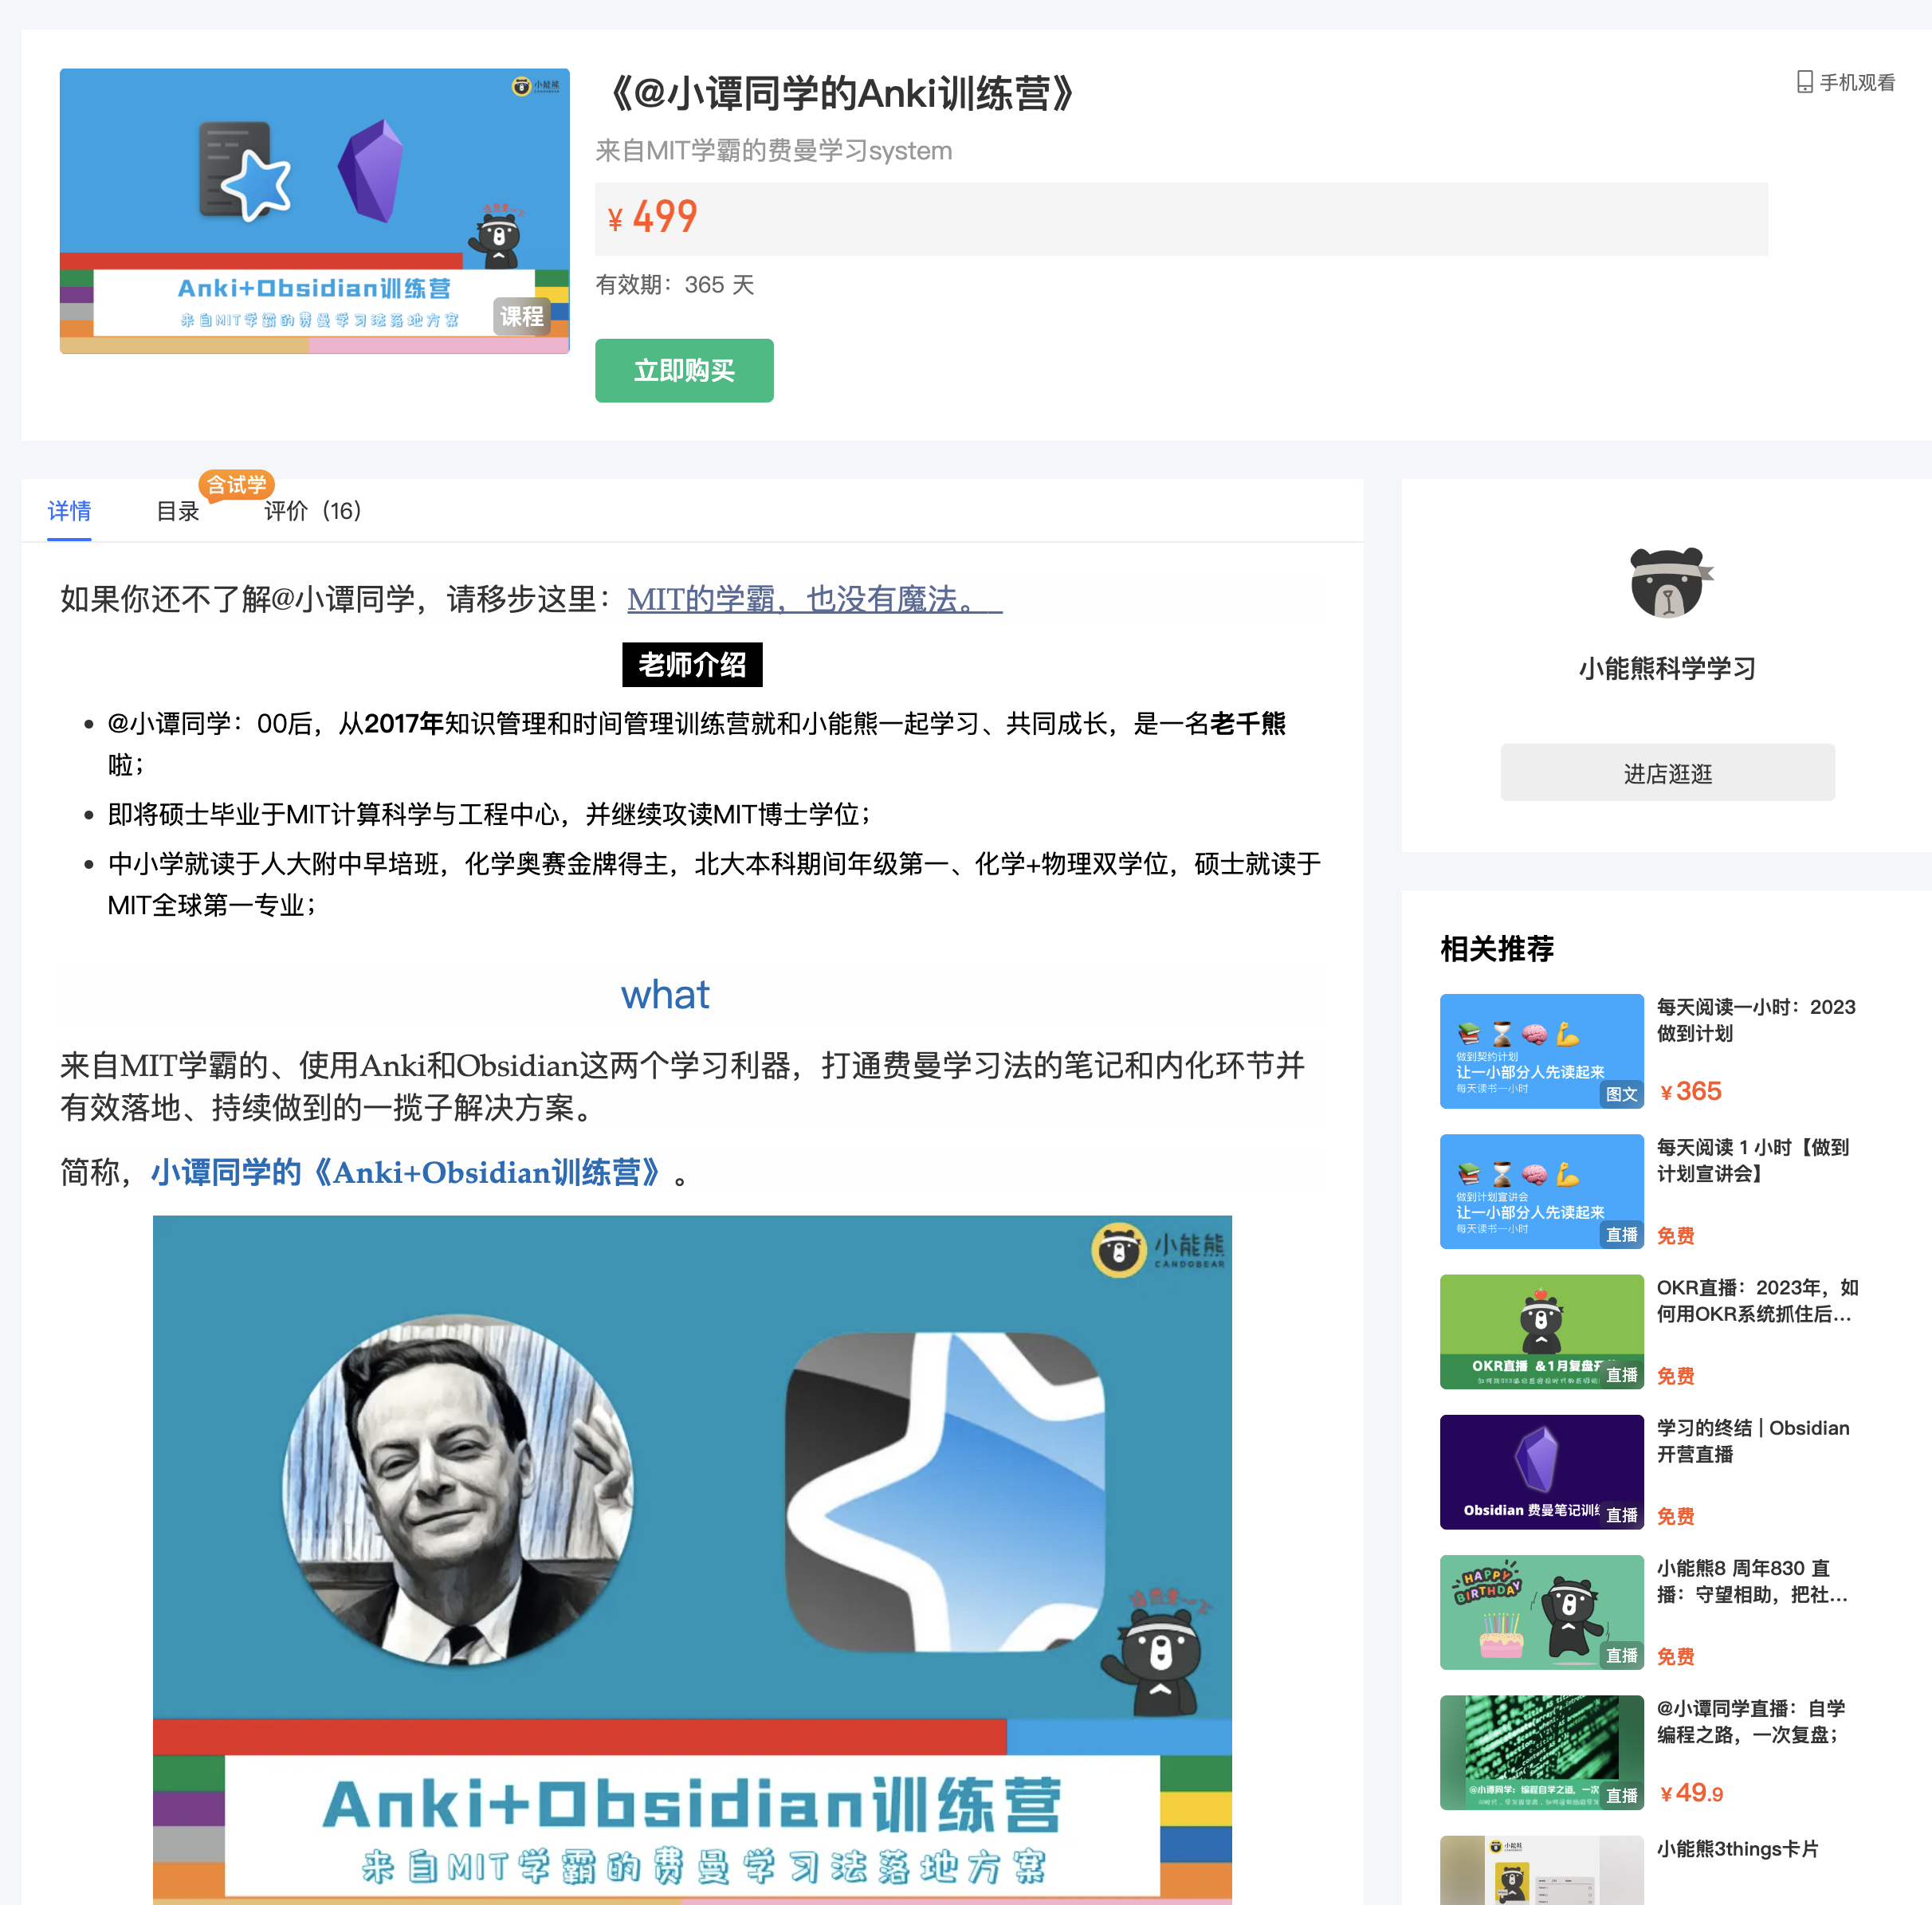 小能熊
《@小谭同学的Anki训练营》
手机观看
来自MIT学霸的费曼学习system
¥ 499
有效期：365 天
立即购买
Anki+Obsidian训练营
来自MIT学霸的费曼学习法落地方案
课程
含试学
详情
目录
评价（16）
如果你还不了解@小谭同学，请移步这里：MIT的学霸，也没有魔法。
老师介绍
@小谭同学：00后，从2017年知识管理和时间管理训练营就和小能熊一起学习、共同成长，是一名老千熊
啦；
即将硕士毕业于MIT计算科学与工程中心，并继续攻读MIT博士学位；
中小学就读于人大附中早培班，化学奥赛金牌得主，北大本科期间年级第一、化学+物理双学位，硕士就读于
MIT全球第一专业；
what
来自MIT学霸的、使用Anki和Obsidian这两个学习利器，打通费曼学习法的笔记和内化环节并
有效落地、持续做到的一揽子解决方案。
简称，小谭同学的《Anki+Obsidian训练营》。
小能熊
CANDOBEAR
Anki+Obsidian训练营
来自MIT学霸的费曼学习法落地方案
小能熊科学学习
进店逛逛
相关推荐
做到契约计划
让一小部分人先读起来
每天读书一小时
图文
每天阅读一小时：2023
做到计划
¥365
做到计划宣讲会
让一小部分人先读起来
每天读书一小时
直播
每天阅读 1 小时【做到
计划宣讲会】
免费
OKR直播 &1月复盘
直播
OKR直播：2023年，如
何用OKR系统抓住后...
免费
Obsidian 费曼笔记训
直播
学习的终结 | Obsidian
开营直播
免费
HAPPY
BIRTHDAY
直播
小能熊8 周年830 直
播：守望相助，把社...
免费
@小谭同学：编程自学之道，一次
直播
@小谭同学直播：自学
编程之路，一次复盘；
¥49.9
小能熊
小能熊3things卡片